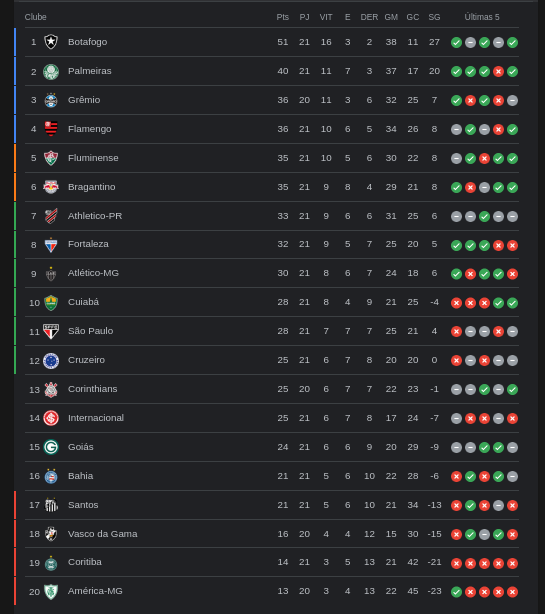 Clube Pts PJ VIT E DER GM GC SG Últimas 5
1 Botafogo 51 21 16 3 2 38 11 27
2 Palmeiras 40 21 11 7 3 37 17 20
3 Grêmio 36 20 11 3 6 32 25 7
4 Flamengo 36 21 10 6 5 34 26 8
5 Fluminense 35 21 10 5 6 30 22 8
6 Bragantino 35 21 9 8 4 29 21 8
7 Athletico-PR 33 21 9 6 6 31 25 6
8 Fortaleza 32 21 9 5 7 25 20 5
9 Atlético-MG 30 21 8 6 7 24 18 6
10 Cuiabá 28 21 8 4 9 21 25 -4
11 São Paulo 28 21 7 7 7 25 21 4
12 Cruzeiro 25 21 6 7 8 20 20 0
13 Corinthians 25 20 6 7 7 22 23 -1
14 Internacional 25 21 6 7 8 17 24 -7
15 Goiás 24 21 6 6 9 20 29 -9
16 Bahia 21 21 5 6 10 22 28 -6
17 Santos 21 21 5 6 10 21 34 -13
18 Vasco da Gama 16 20 4 4 12 15 30 -15
19 Coritiba 14 21 3 5 13 21 42 -21
20 América-MG 13 20 3 4 13 22 45 -23